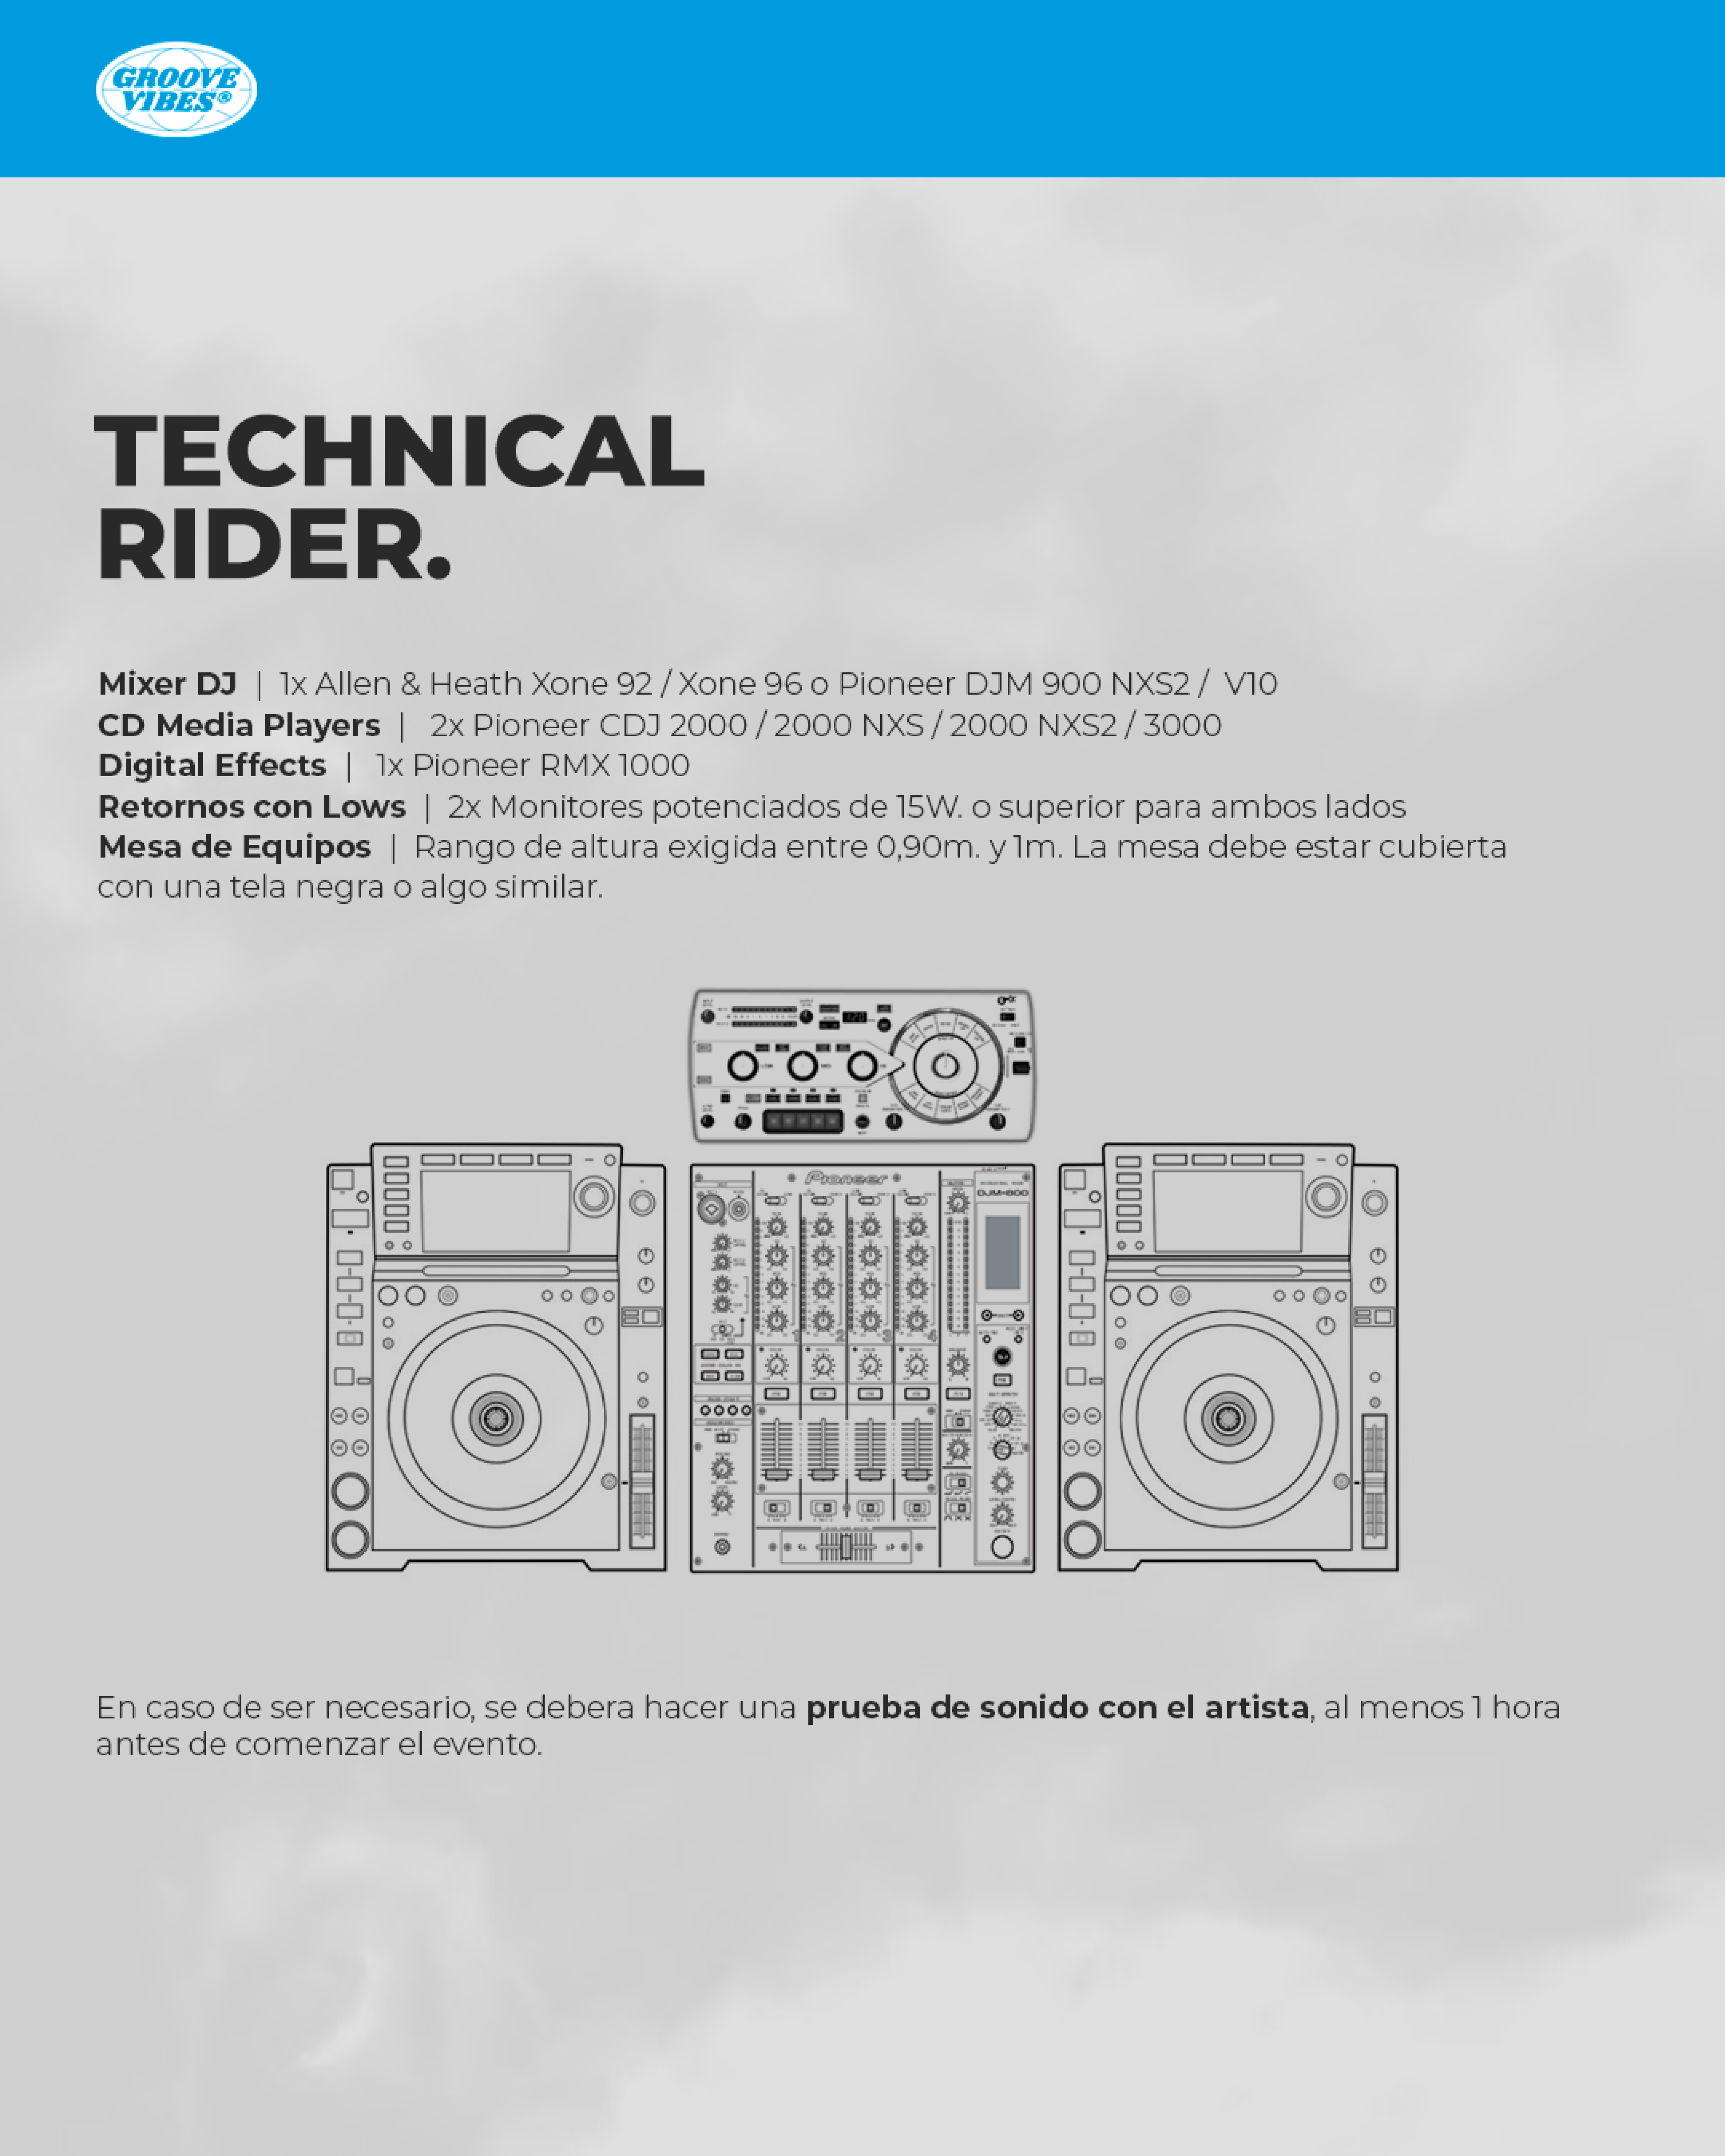 GROOVE
VIBES®
TECHNICAL
RIDER.
Mixer DJ | 1x Allen & Heath Xone 92 / Xone 96 o Pioneer DJM 900 NXS2 / V10
CD Media Players | 2x Pioneer CDJ 2000 / 2000 NXS / 2000 NXS2 / 3000
Digital Effects | 1x Pioneer RMX 1000
Retornos con Lows | 2x Monitores potenciados de 15W. o superior para ambos lados
Mesa de Equipos | Rango de altura exigida entre 0,90m. y 1m. La mesa debe estar cubierta
con una tela negra o algo similar.
Pioneer
DJM-800
En caso de ser necesario, se debera hacer una prueba de sonido con el artista, al menos 1 hora
antes de comenzar el evento.